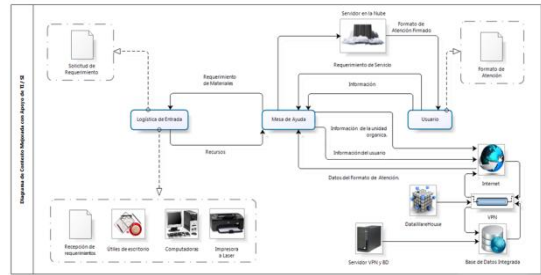 Diagrama de Contexto Mejorada con Apoyo de TI/SI
Solicitud de
Requerimiento
Servidor en la Nube
Formato de
Atención Firmado
Requerimiento de Servicio
Formato de
Atención
Requerimiento
de Materiales
Información
Logística de Entrada
Mesa de Ayuda
Usuario
Recursos
Información de la unidad
organica.
Información del usuario
Datos del Formato de Atención.
Internet
DataWareHouse
VPN
Servidor VPN y BD
Base de Datos Integrada
Recepción de
requerimientos
Útiles de escritorio
Computadoras
Impresora
a Laser